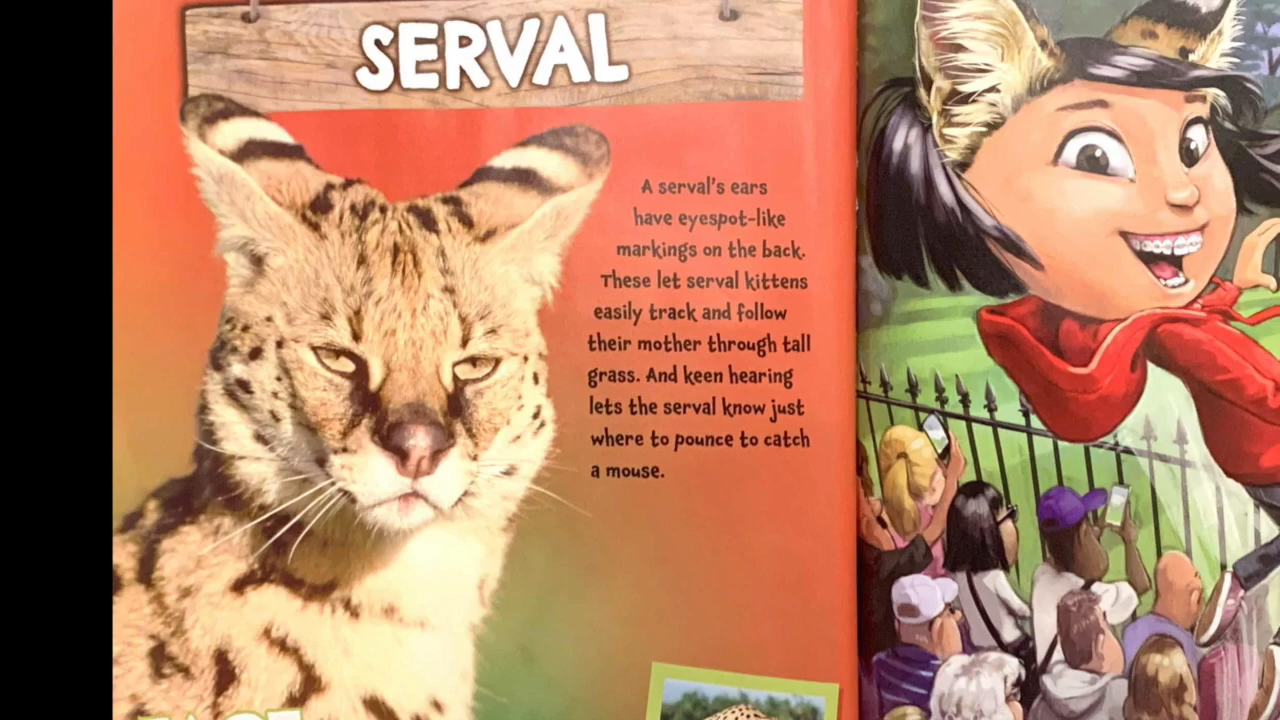 SERVAL
A serval's ears
have eyespot-like
markings on the back.
These let serval kittens
easily track and follow
their mother through tall
grass. And keen hearing
lets the serval know just
where to pounce to catch
a mouse.